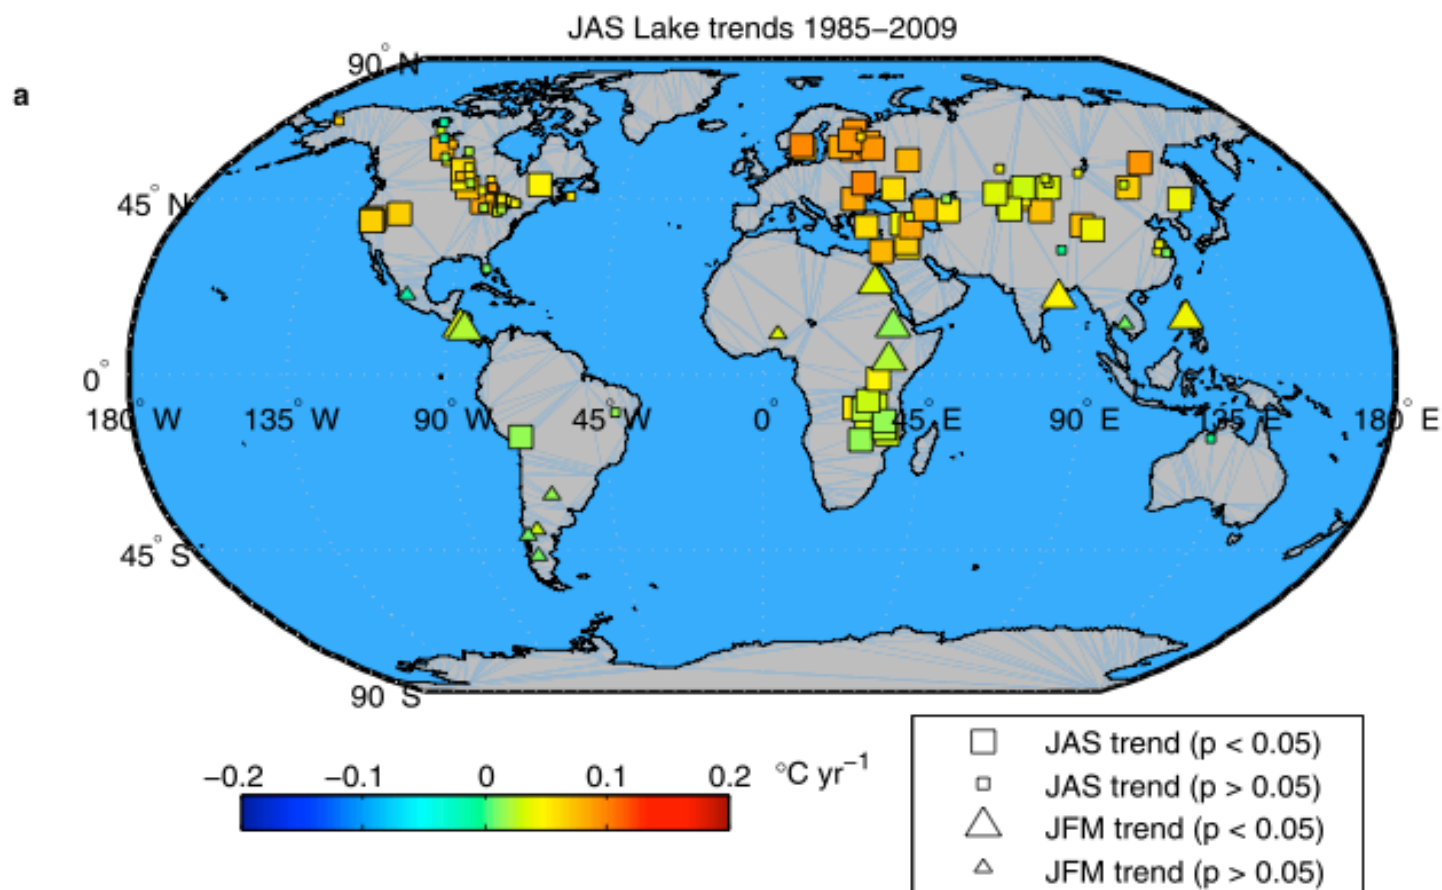 JAS Lake trends 1985−2009
90° N
a
45° N
0°
180° W 135° W 90° W 45° W 0° 45° E 90° E 135° E 180° E
45° S
90 S
−0.2 −0.1 0 0.1 0.2 °C yr−1
JAS trend (p < 0.05)
JAS trend (p > 0.05)
JFM trend (p < 0.05)
JFM trend (p > 0.05)